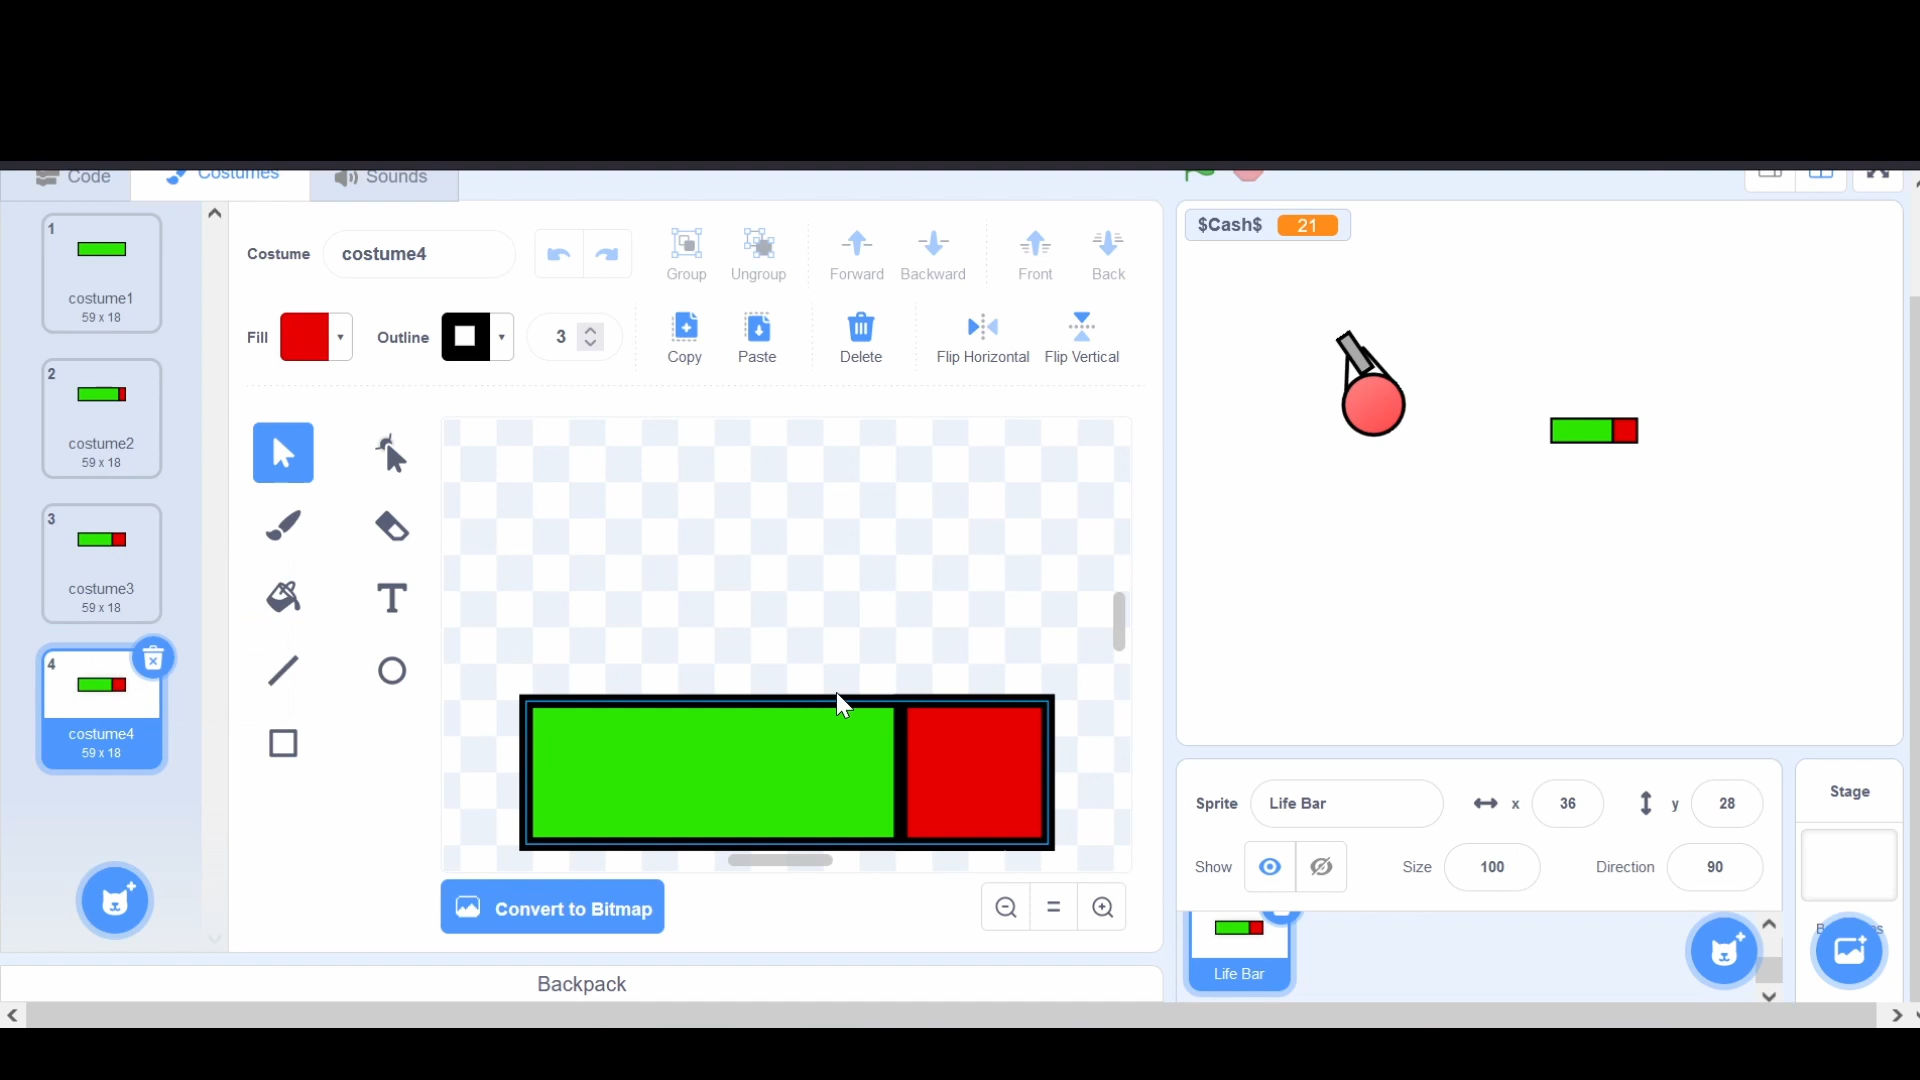 Code
Costumes
Sounds
1
costume1
59 x 18
2
costume2
59 x 18
3
costume3
59 x 18
4
costume4
59 x 18
Costume
costume4
Group
Ungroup
Forward
Backward
Front
Back
Fill
Outline
3
Copy
Paste
Delete
Flip Horizontal
Flip Vertical
T
Convert to Bitmap
=
Backpack
$Cash$
21
Sprite
Life Bar
x
36
y
28
Show
Size
100
Direction
90
Life Bar
Stage